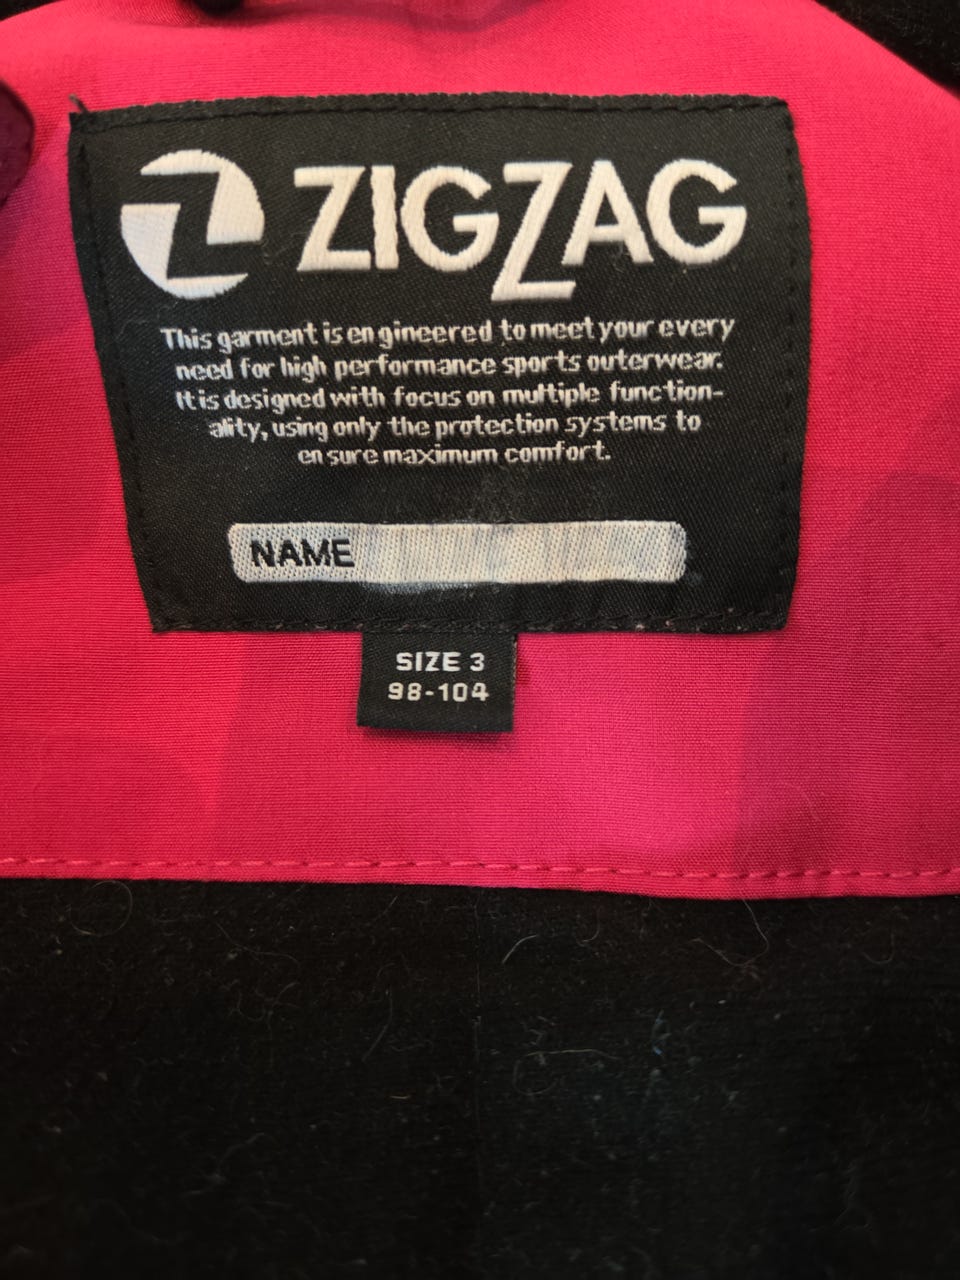 ZIGZAG
This garment is engineered to meet your every
need for high performance sports outerwear.
It is designed with focus on multiple function-
ality, using only the protection systems to
ensure maximum comfort.
NAME
SIZE 3
98-104